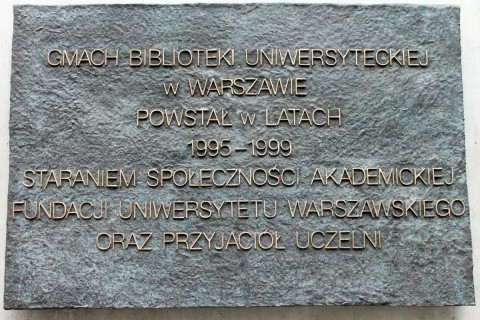 GMACH BIBLIOTEKI UNIWERSYTECKIEJ
w WARSZAWIE
POWSTAŁ w LATACH
1995-1999
STARANIEM SPOŁECZNOŚCI AKADEMICKIEJ
FUNDACJI UNIWERSYTETU WARSZAWSKIEGO
ORAZ PRZYJACIÓŁ UCZELNI